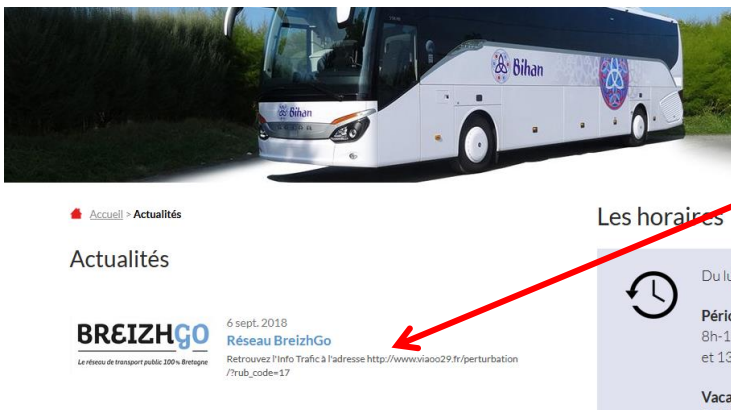 Bihan
Bihan
SETRA
Accueil > Actualités
Actualités
BREIZHGO
Le réseau de transport public 100% Bretagne
6 sept. 2018
Réseau BreizhGo
Retrouvez l'Info Trafic à l'adresse http://www.viaoo29.fr/perturbation
/?rub_code=17
Les horaires
Du lu
Pério
8h-1
et 13
Vaca